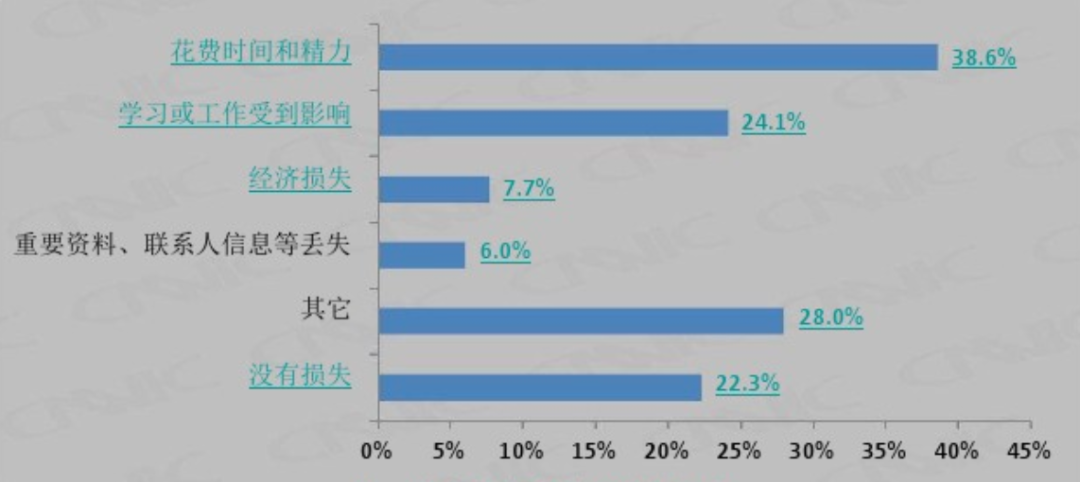 花费时间和精力 38.6%
学习或工作受到影响 24.1%
经济损失 7.7%
重要资料、联系人信息等丢失 6.0%
其它 28.0%
没有损失 22.3%
0% 5% 10% 15% 20% 25% 30% 35% 40% 45%